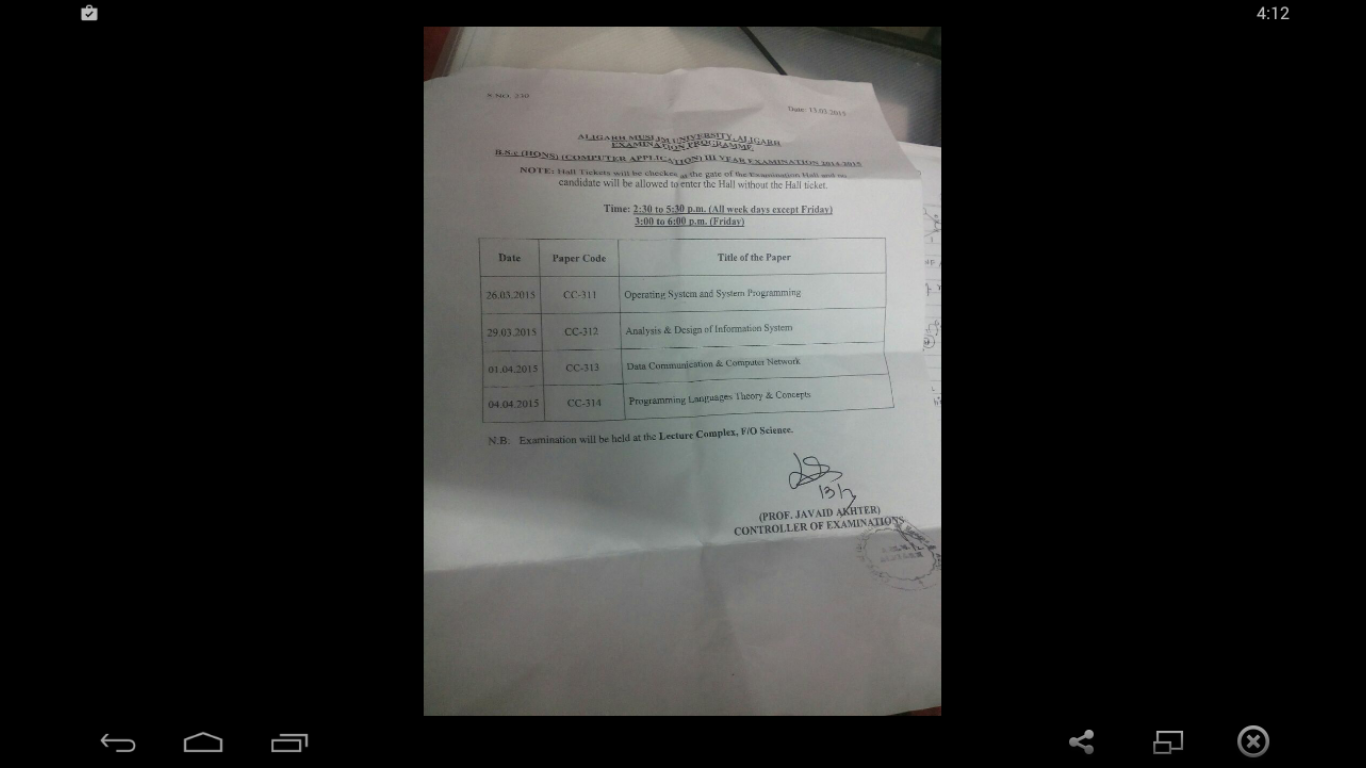 4:12
S.NO. 230
Date: 13.03.2015
ALIGARH MUSLIM UNIVERSITY, ALIGARH
EXAMINATION PROGRAMME
B.Sc (HONS) (COMPUTER APPLICATION) III YEAR EXAMINATION 2014-2015
NOTE: Hall Tickets will be checked at the gate of the Examination Hall and no
candidate will be allowed to enter the Hall without the Hall ticket.
Time: 2:30 to 5:30 p.m. (All week days except Friday)
3:00 to 6:00 p.m. (Friday)
Date Paper Code Title of the Paper
26.03.2015 CC-311 Operating System and System Programming
29.03.2015 CC-312 Analysis & Design of Information System
01.04.2015 CC-313 Data Communication & Computer Network
04.04.2015 CC-314 Programming Languages Theory & Concepts
N.B: Examination will be held at the Lecture Complex, F/O Science.
13/3
(PROF. JAVAID AKHTER)
CONTROLLER OF EXAMINATIONS